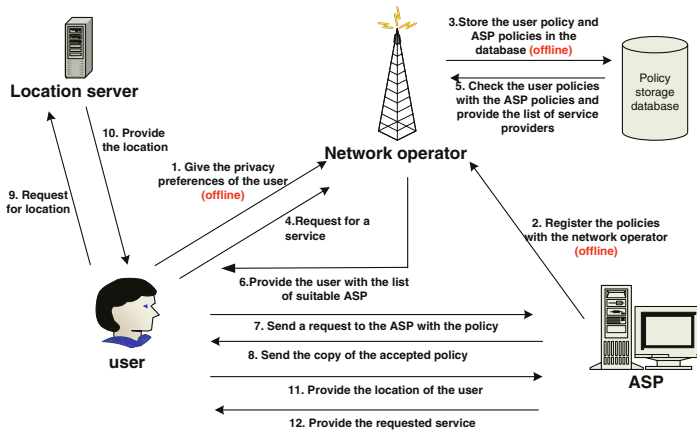 3.Store the user policy and
ASP policies in the
database (offline)
Policy
storage
database
5. Check the user policies
with the ASP policies and
provide the list of service
providers
Location server
Network operator
10. Provide
the location
1. Give the privacy
preferences of the user
(offline)
9. Request
for location
4.Request for a
service
2. Register the policies
with the network operator
(offline)
6.Provide the user with the list
of suitable ASP
7. Send a request to the ASP with the policy
8. Send the copy of the accepted policy
user
ASP
11. Provide the location of the user
12. Provide the requested service